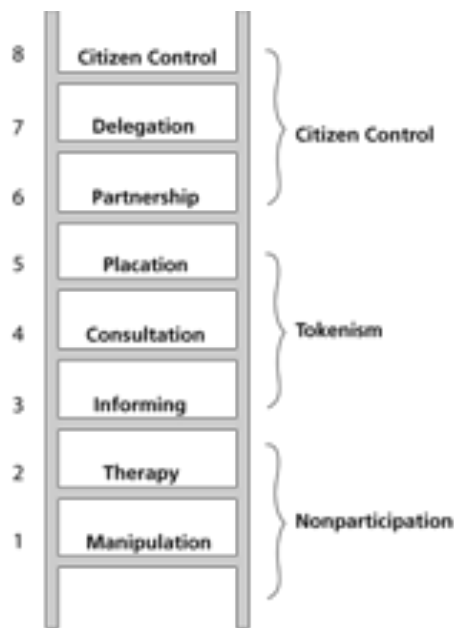 8 Citizen Control
7 Delegation
Citizen Control
6 Partnership
5 Placation
4 Consultation
Tokenism
3 Informing
2 Therapy
Nonparticipation
1 Manipulation